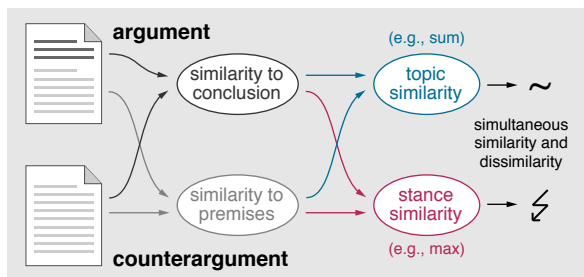 argument
(e.g., sum)
similarity to
conclusion
topic
similarity
~
simultaneous
similarity and
dissimilarity
similarity to
premises
stance
similarity
(e.g., max)
counterargument